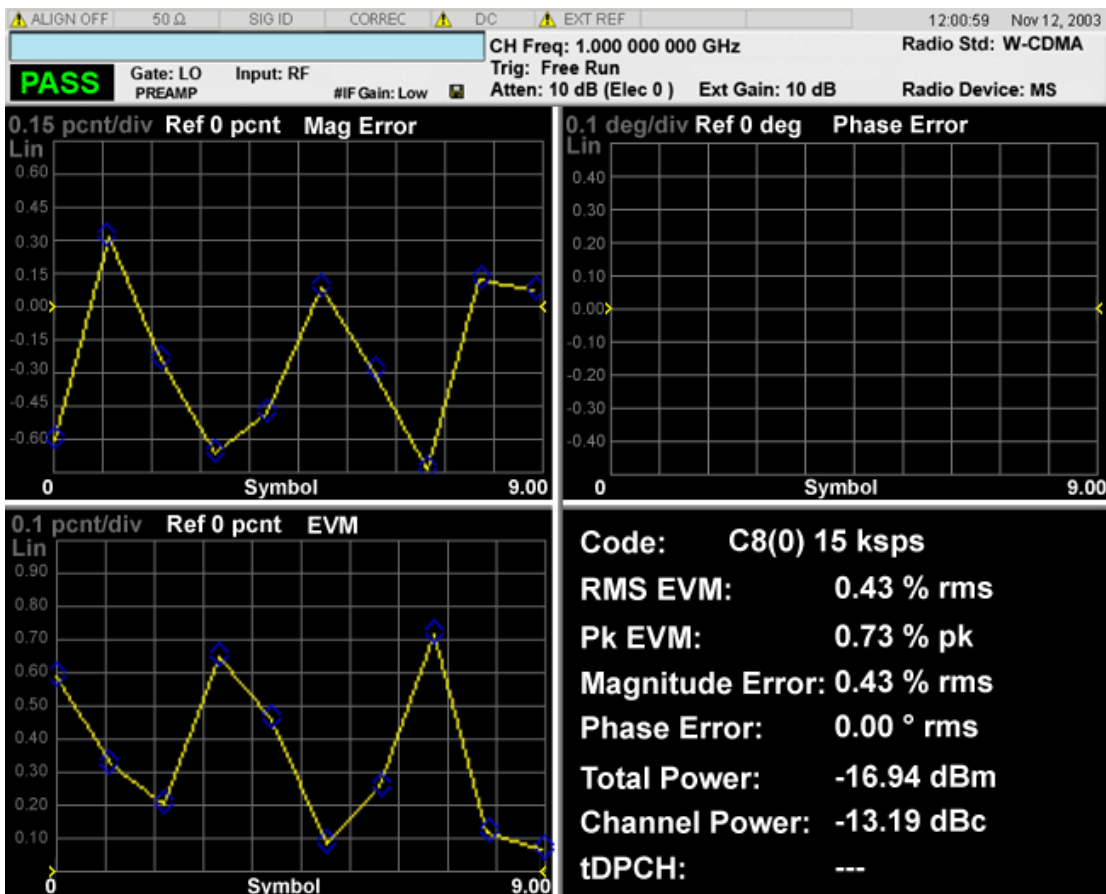 ALIGN OFF 50 Ω SIG ID CORREC DC EXT REF 12:00:59 Nov 12, 2003
CH Freq: 1.000 000 000 GHz Radio Std: W-CDMA
PASS Gate: LO Input: RF Trig: Free Run
PREAMP #IF Gain: Low Atten: 10 dB (Elec 0 ) Ext Gain: 10 dB Radio Device: MS
0.15 pcnt/div Ref 0 pcnt Mag Error
Lin
0.60
0.45
0.30
0.15
0.00
-0.15
-0.30
-0.45
-0.60
0 Symbol 9.00
0.1 deg/div Ref 0 deg Phase Error
Lin
0.40
0.30
0.20
0.10
0.00
-0.10
-0.20
-0.30
-0.40
0 Symbol 9.00
0.1 pcnt/div Ref 0 pcnt EVM
Lin
0.90
0.80
0.70
0.60
0.50
0.40
0.30
0.20
0.10
0 Symbol 9.00
Code: C8(0) 15 ksps
RMS EVM: 0.43 % rms
Pk EVM: 0.73 % pk
Magnitude Error: 0.43 % rms
Phase Error: 0.00 ° rms
Total Power: -16.94 dBm
Channel Power: -13.19 dBc
tDPCH: ---